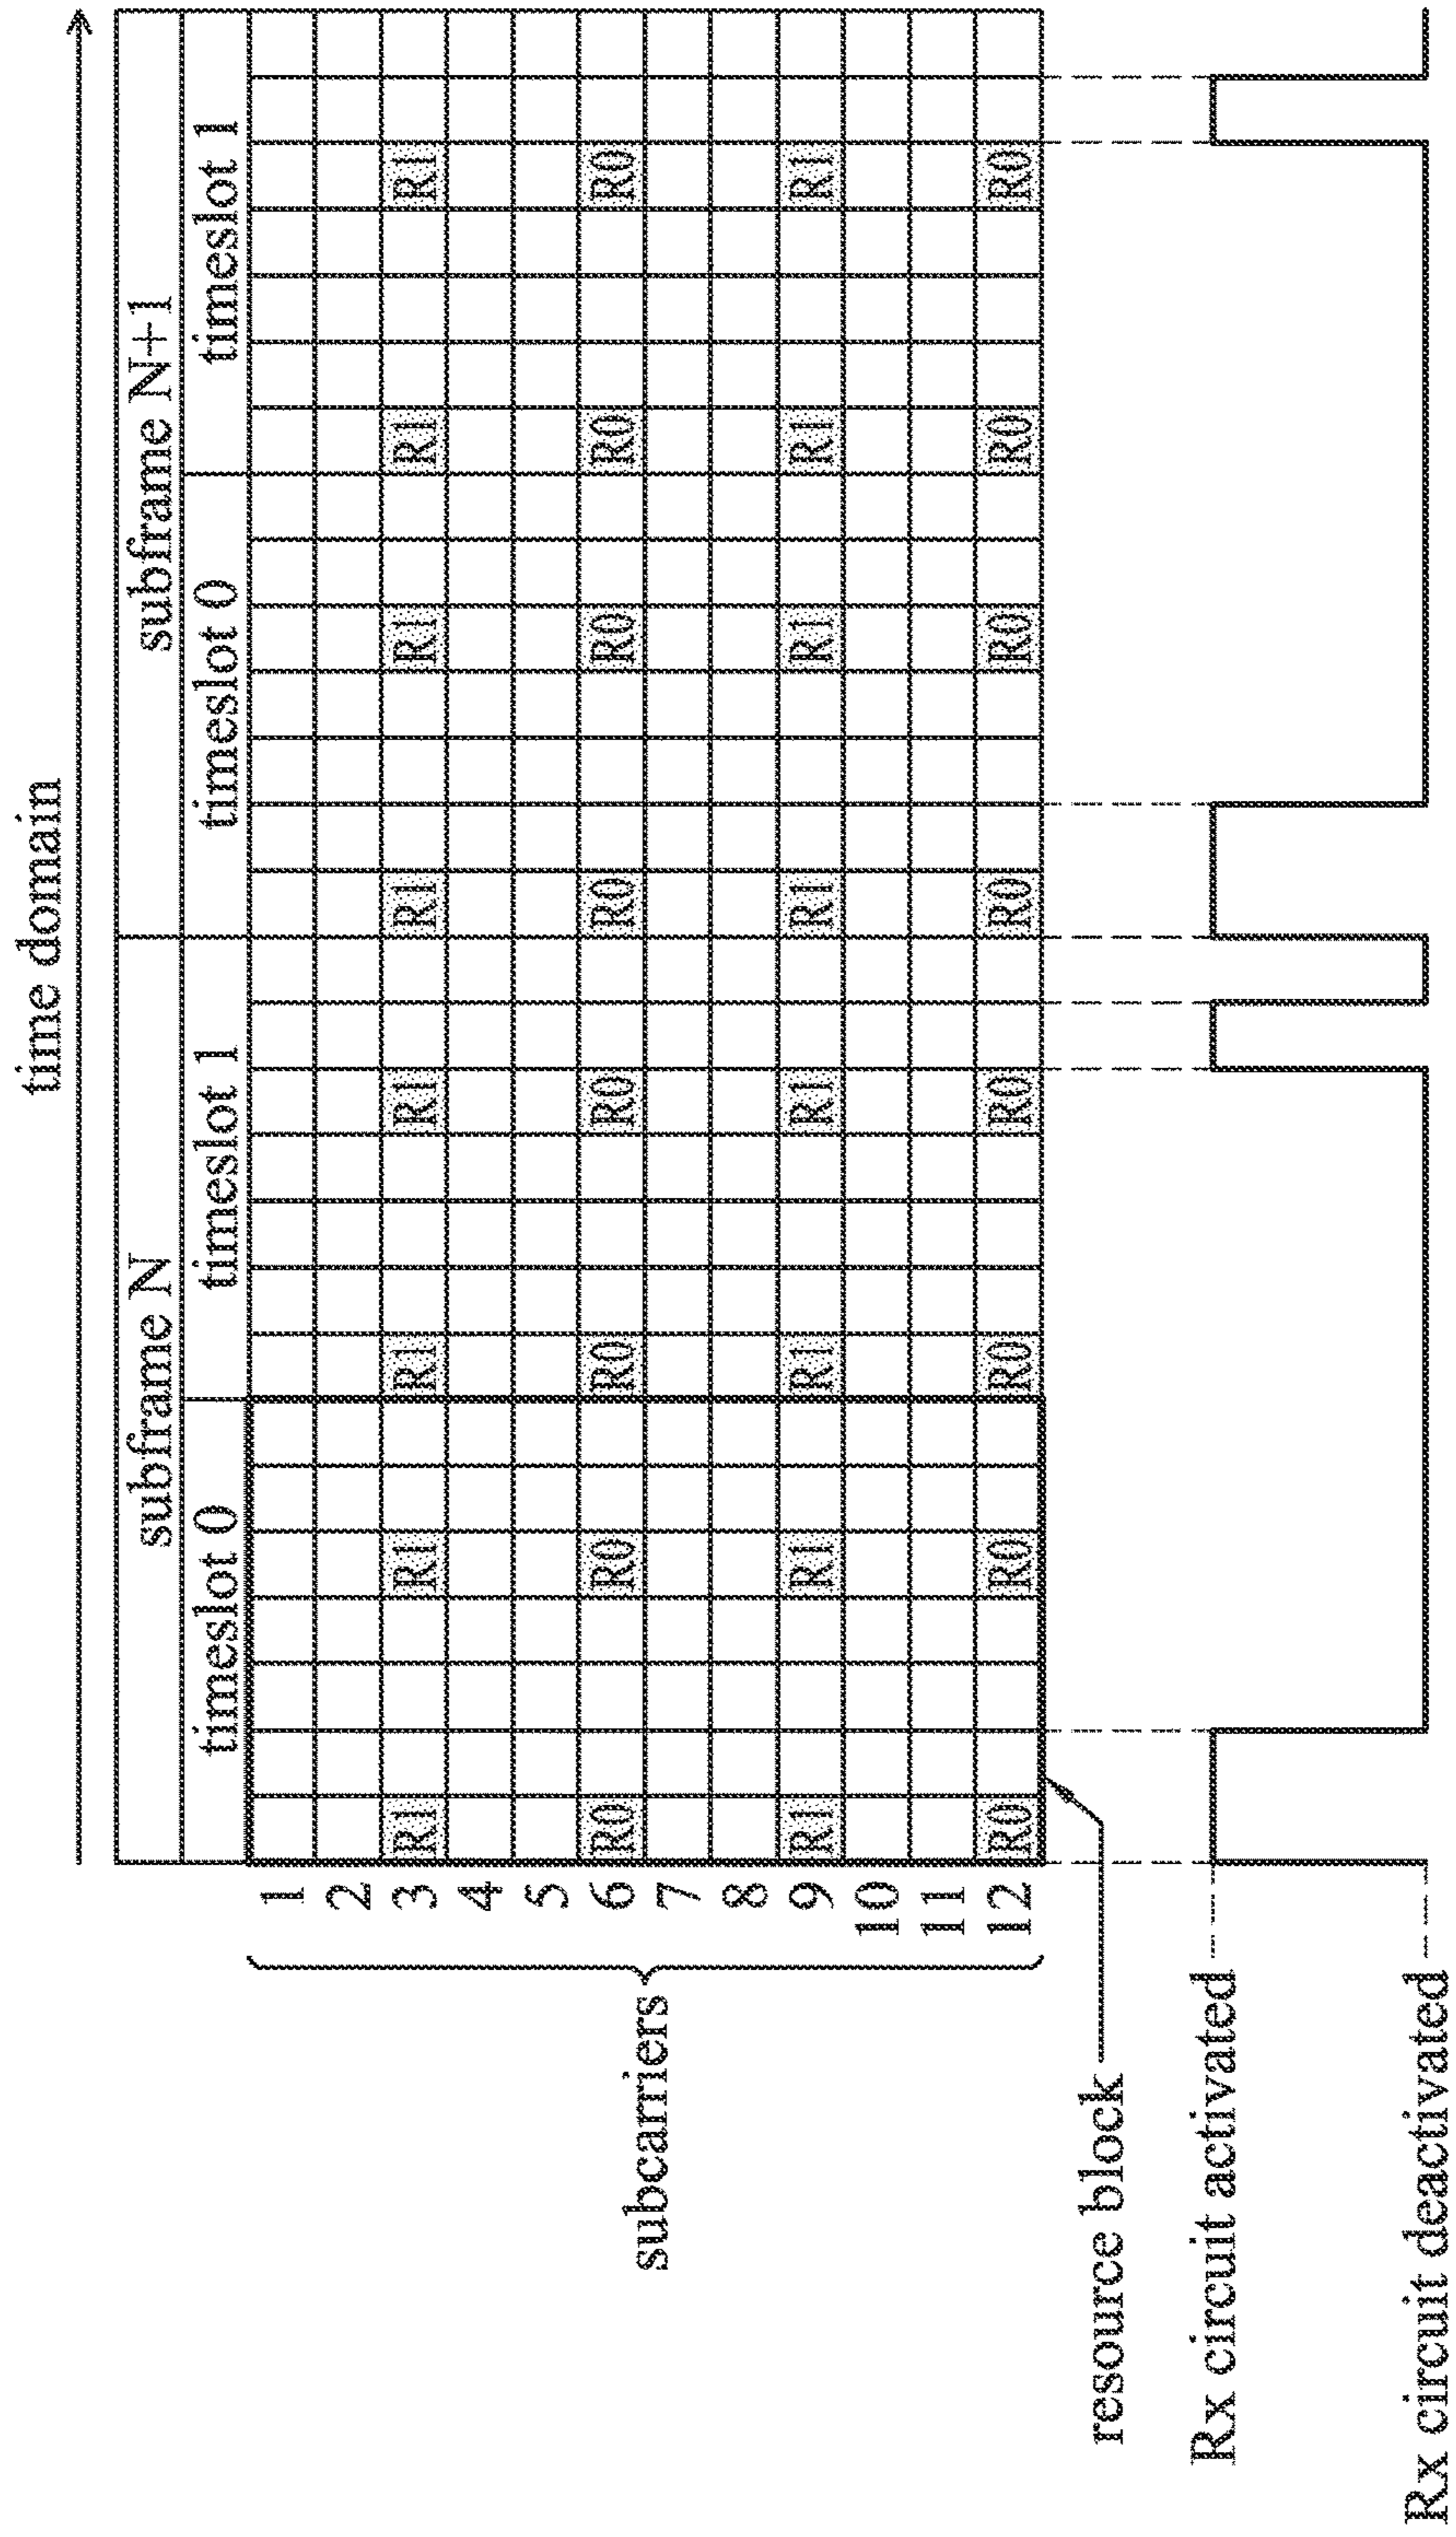 time domain
subframe N subframe N+1
timeslot 0 timeslot 1 timeslot 0 timeslot 1
subcarriers
1
2
3 R1 R1 R1 R1 R1 R1 R1 R1
4
5
6 R0 R0 R0 R0 R0 R0 R0 R0
7
8
9 R1 R1 R1 R1 R1 R1 R1 R1
10
11
12 R0 R0 R0 R0 R0 R0 R0 R0
resource block
Rx circuit activated
Rx circuit deactivated